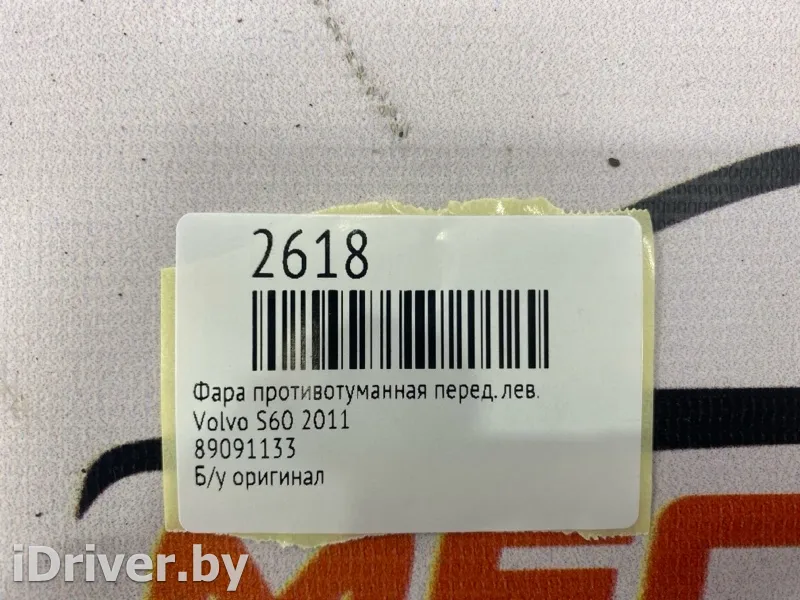 2618
Фара противотуманная перед. лев.
Volvo S60 2011
89091133
Б/у оригинал
iDriver.by